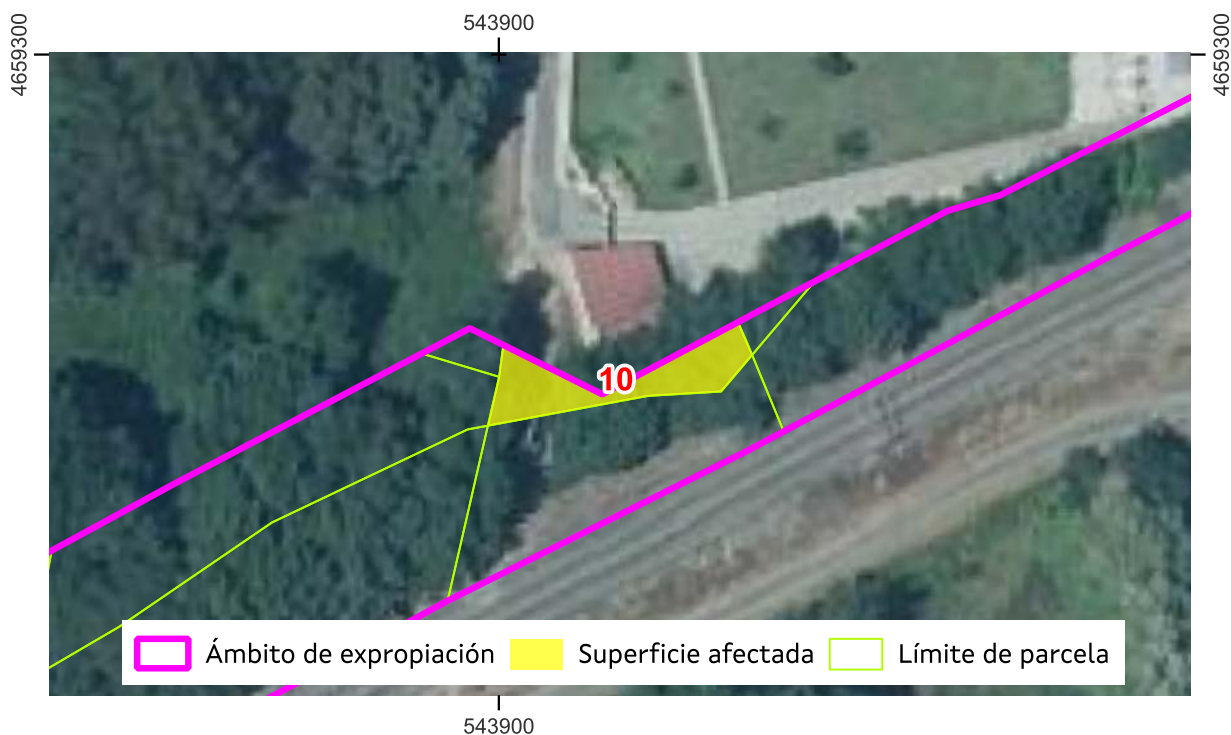 543900
4659300
4659300
10
Ámbito de expropiación
Superficie afectada
Límite de parcela
543900